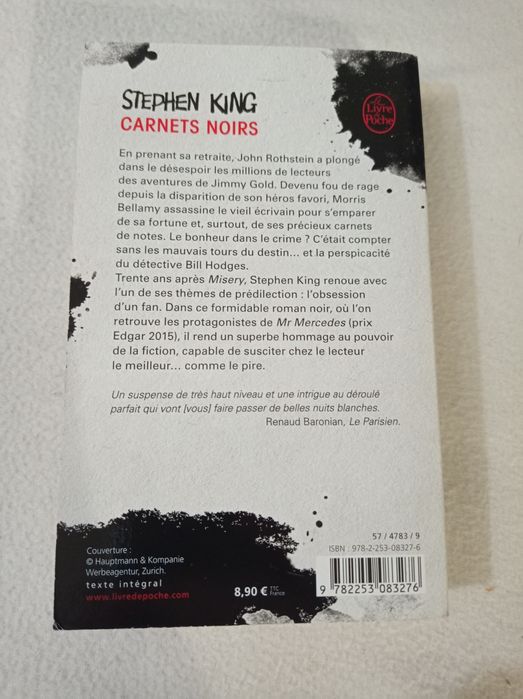 STEPHEN KING
CARNETS NOIRS
Le
Livre
de
Poche
En prenant sa retraite, John Rothstein a plongé
dans le désespoir les millions de lecteurs
des aventures de Jimmy Gold. Devenu fou de rage
depuis la disparition de son héros favori, Morris
Bellamy assassine le vieil écrivain pour s'emparer
de sa fortune et, surtout, de ses précieux carnets
de notes. Le bonheur dans le crime ? C'était compter
sans les mauvais tours du destin… et la perspicacité
du détective Bill Hodges.
Trente ans après Misery, Stephen King renoue avec
l'un de ses thèmes de prédilection : l'obsession
d'un fan. Dans ce formidable roman noir, où l'on
retrouve les protagonistes de Mr Mercedes (prix
Edgar 2015), il rend un superbe hommage au pouvoir
de la fiction, capable de susciter chez le lecteur
le meilleur… comme le pire.
Un suspense de très haut niveau et une intrigue au déroulé
parfait qui vont [vous] faire passer de belles nuits blanches.
Renaud Baronian, Le Parisien.
Couverture :
© Hauptmann & Kompanie
Werbeagentur, Zurich.
texte intégral
www.livredepoche.com
8,90 € TTC
France
57 / 4783 / 9
ISBN : 978-2-253-08327-6
9 782253 083276